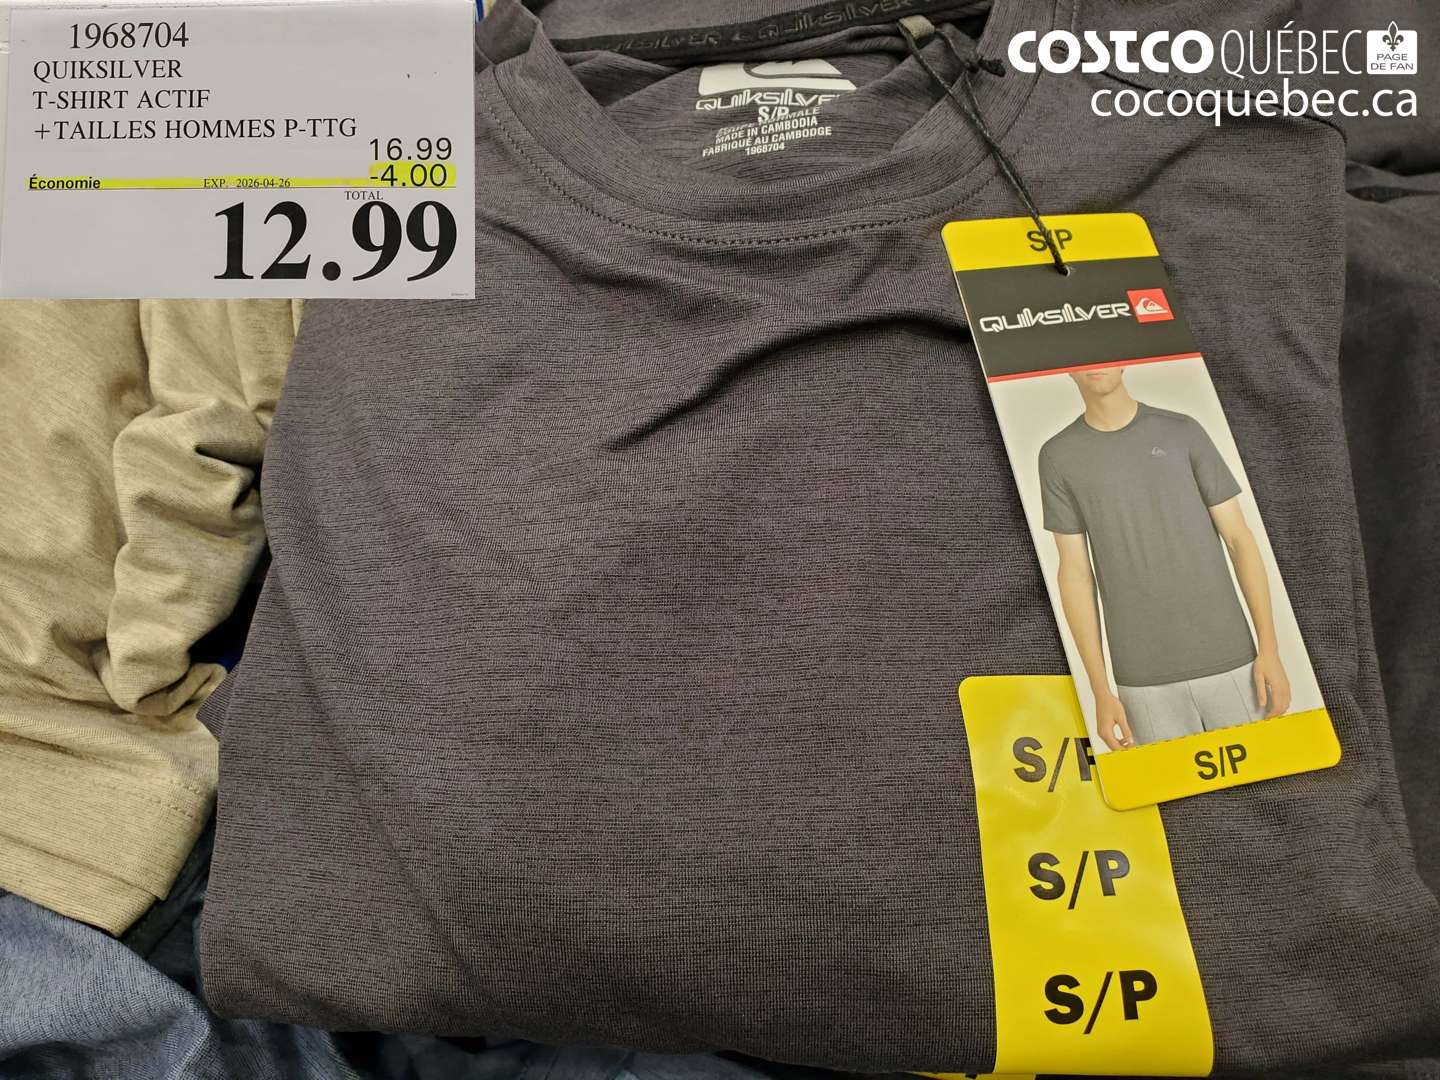 1968704
QUIKSILVER
T-SHIRT ACTIF
+TAILLES HOMMES P-TTG
16.99
Économie EXP. 2026-04-26 -4.00
TOTAL
12.99
COSTCO QUÉBEC PAGE DE FAN
cocoquebec.ca
QUIKSILVER
QUIKSILVER
S/P
MADE IN CAMBODIA
FABRIQUÉ AU CAMBODGE
1968704
S/P
QUIKSILVER
S/P
S/P
S/P
S/P